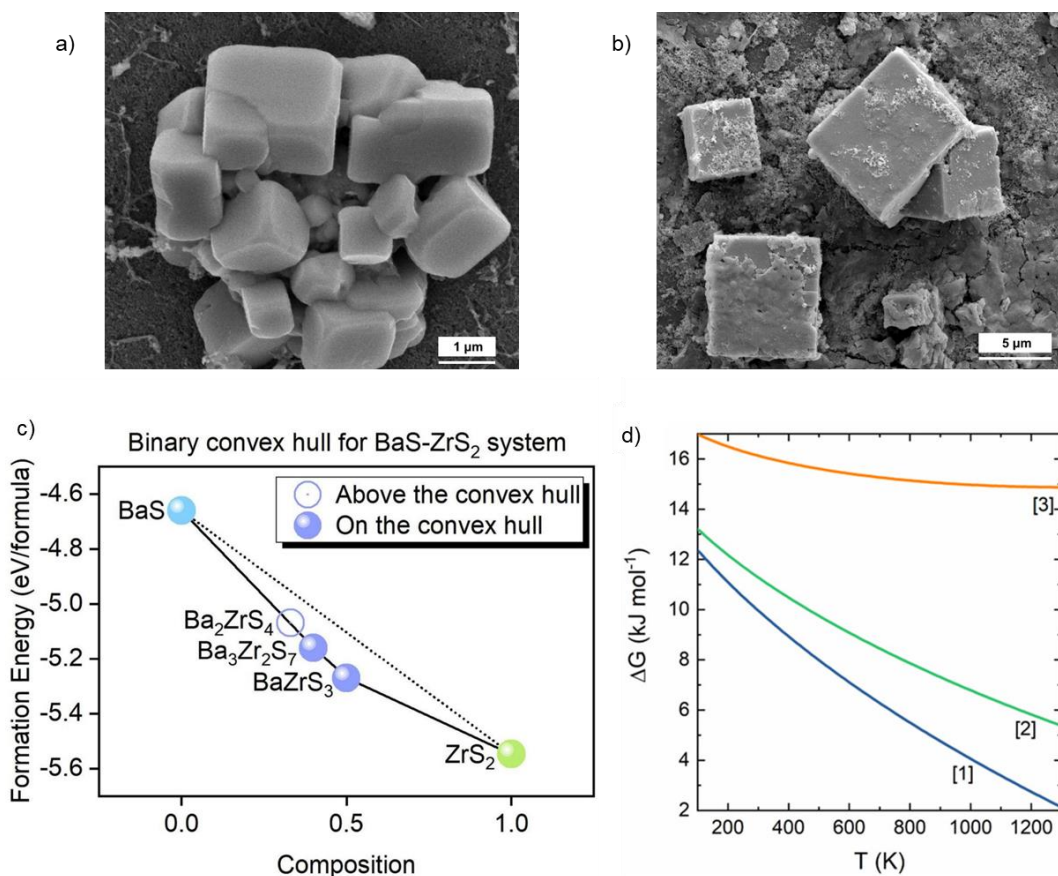 a)
1 μm
b)
5 μm
c)
Binary convex hull for BaS-ZrS₂ system
Formation Energy (eV/formula)
-4.6
-4.8
-5.0
-5.2
-5.4
-5.6
Above the convex hull
On the convex hull
BaS
Ba₂ZrS₄
Ba₃Zr₂S₇
BaZrS₃
ZrS₂
0.0
0.5
1.0
Composition
d)
ΔG (kJ mol⁻¹)
16
14
12
10
8
6
4
2
[3]
[2]
[1]
200
400
600
800
1000
1200
T (K)